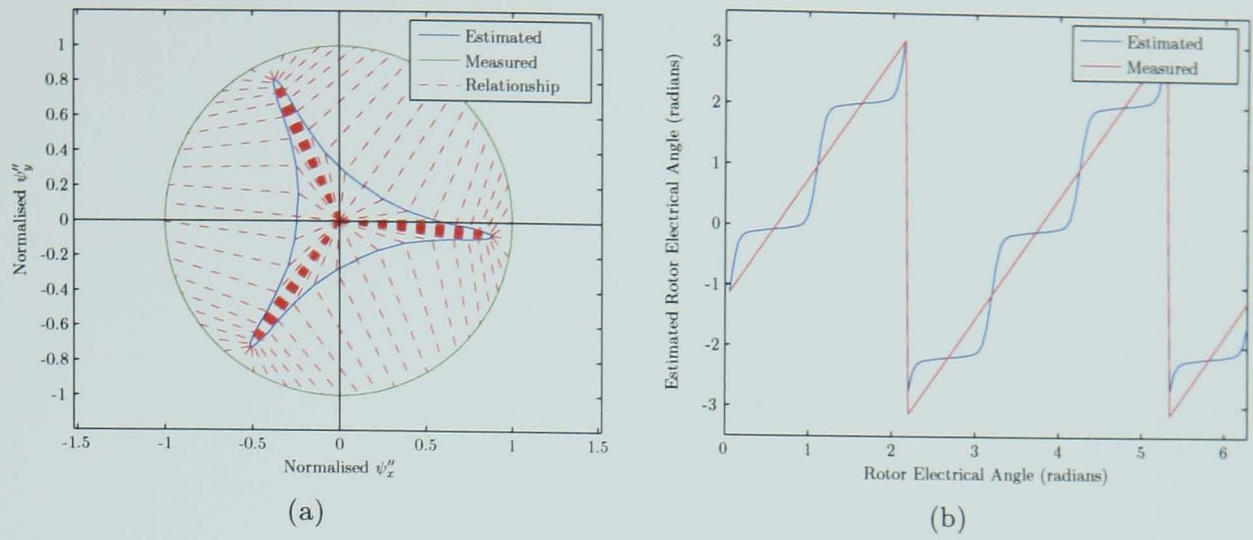 Estimated
Measured
Relationship
1
0.8
0.6
0.4
0.2
0
-0.2
-0.4
-0.6
-0.8
-1
Normalised ψ″y
-1.5
-1
-0.5
0
0.5
1
1.5
Normalised ψ″x
(a)
Estimated
Measured
3
2
1
0
-1
-2
-3
Estimated Rotor Electrical Angle (radians)
0
1
2
3
4
5
6
Rotor Electrical Angle (radians)
(b)